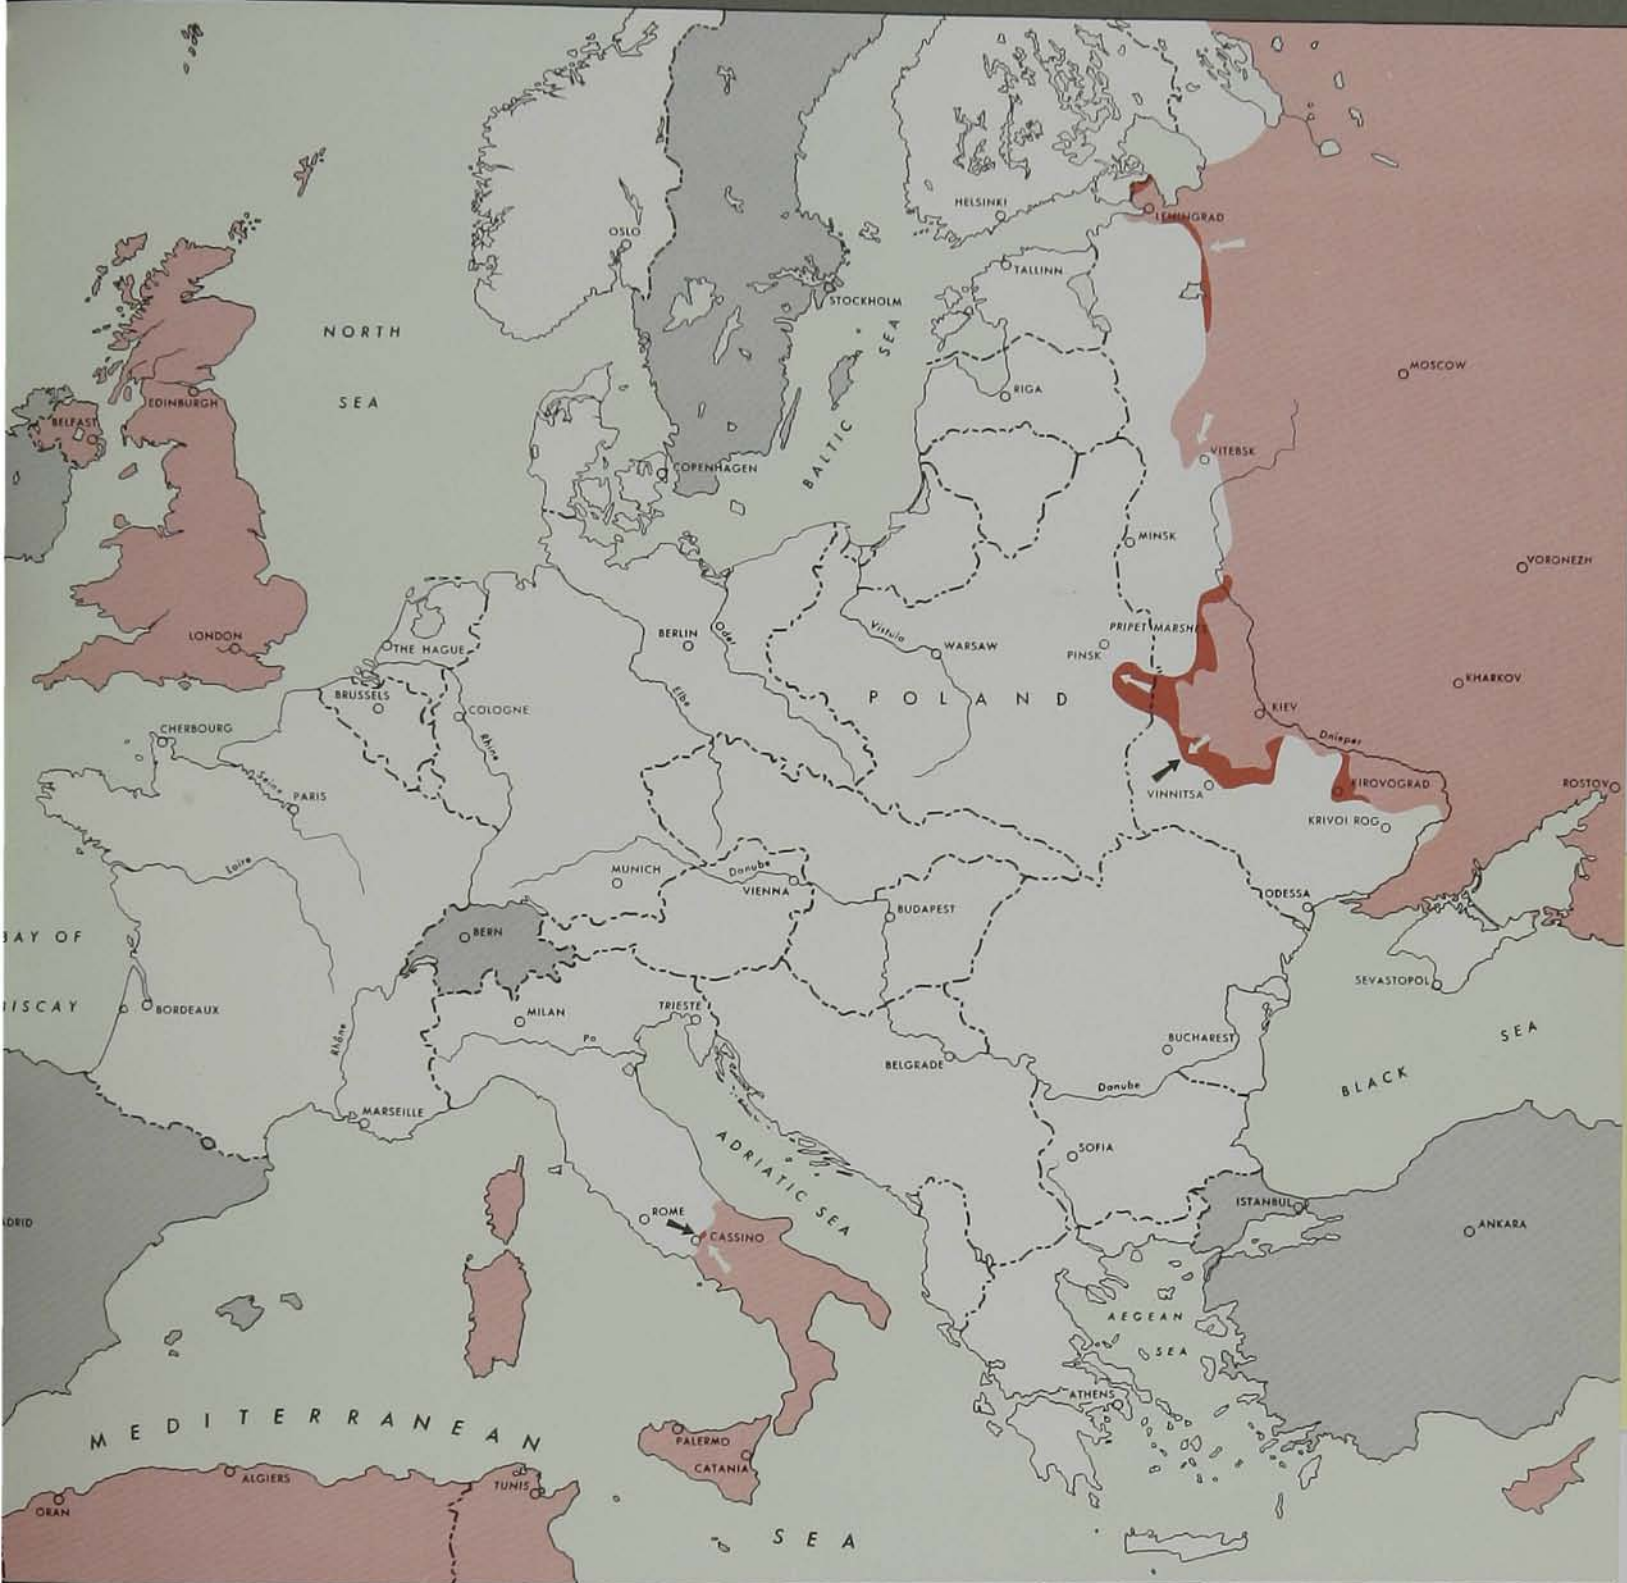 HELSINKI
LENINGRAD
OSLO
TALLINN
STOCKHOLM
NORTH
SEA
BALTIC SEA
MOSCOW
RIGA
EDINBURGH
BELFAST
VITEBSK
COPENHAGEN
MINSK
VORONEZH
PRIPET MARSHES
LONDON
THE HAGUE
BERLIN
Oder
Vistula
WARSAW
PINSK
KHARKOV
BRUSSELS
Elbe
POLAND
COLOGNE
KIEV
CHERBOURG
Rhine
Dnieper
Seine
PARIS
VINNITSA
KIROVOGRAD
ROSTOV
KRIVOI ROG
Loire
MUNICH
Danube
VIENNA
ODESSA
BUDAPEST
BERN
BAY OF
BISCAY
SEVASTOPOL
BORDEAUX
MILAN
TRIESTE
Rhône
Po
BUCHAREST
BELGRADE
BLACK SEA
Danube
MARSEILLE
SOFIA
ADRIATIC SEA
ISTANBUL
ADRID
ROME
ANKARA
CASSINO
AEGEAN
SEA
ATHENS
MEDITERRANEAN
PALERMO
CATANIA
ALGIERS
TUNIS
ORAN
SEA